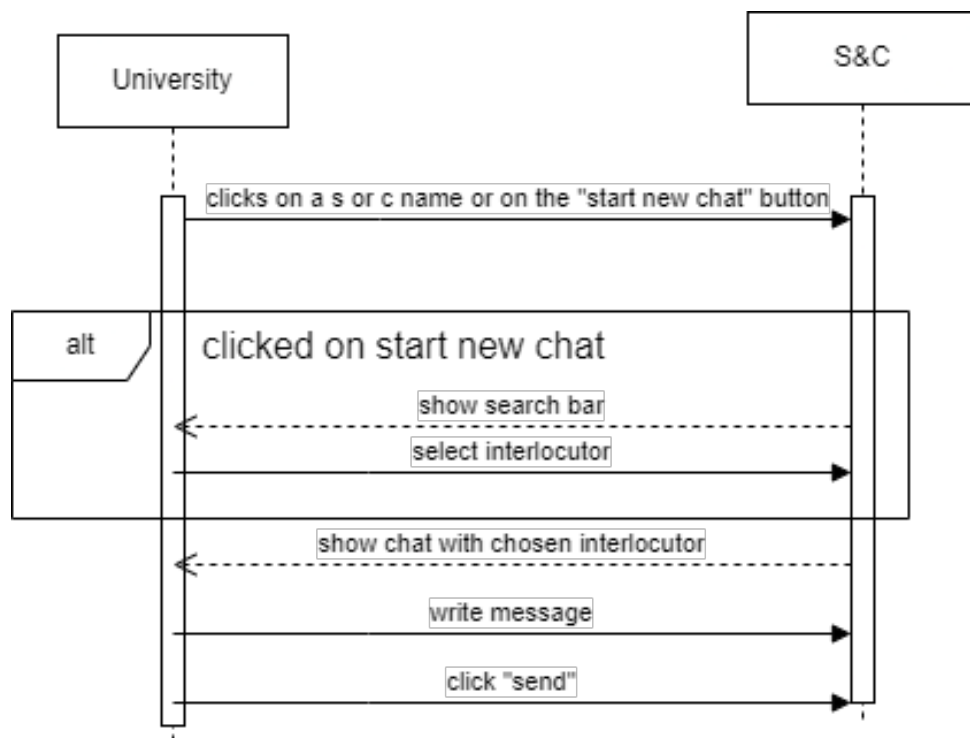 University
S&C
clicks on a s or c name or on the "start new chat" button
alt
clicked on start new chat
show search bar
select interlocutor
show chat with chosen interlocutor
write message
click "send"